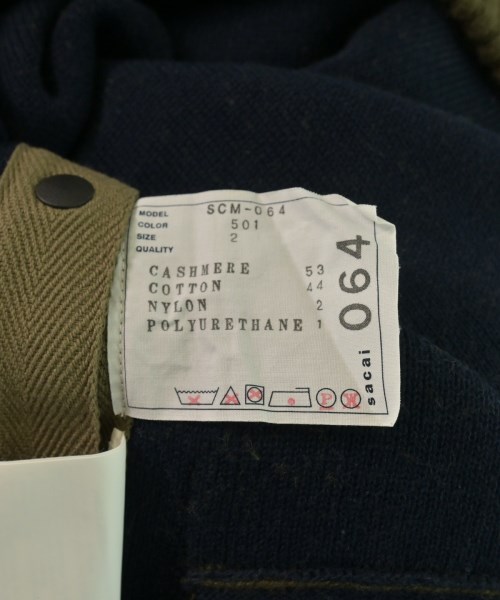 MODEL SCM-064
COLOR 501
SIZE 2
QUALITY
CASHMERE 53
COTTON 44
NYLON 2
POLYURETHANE 1
064
sacai
P W